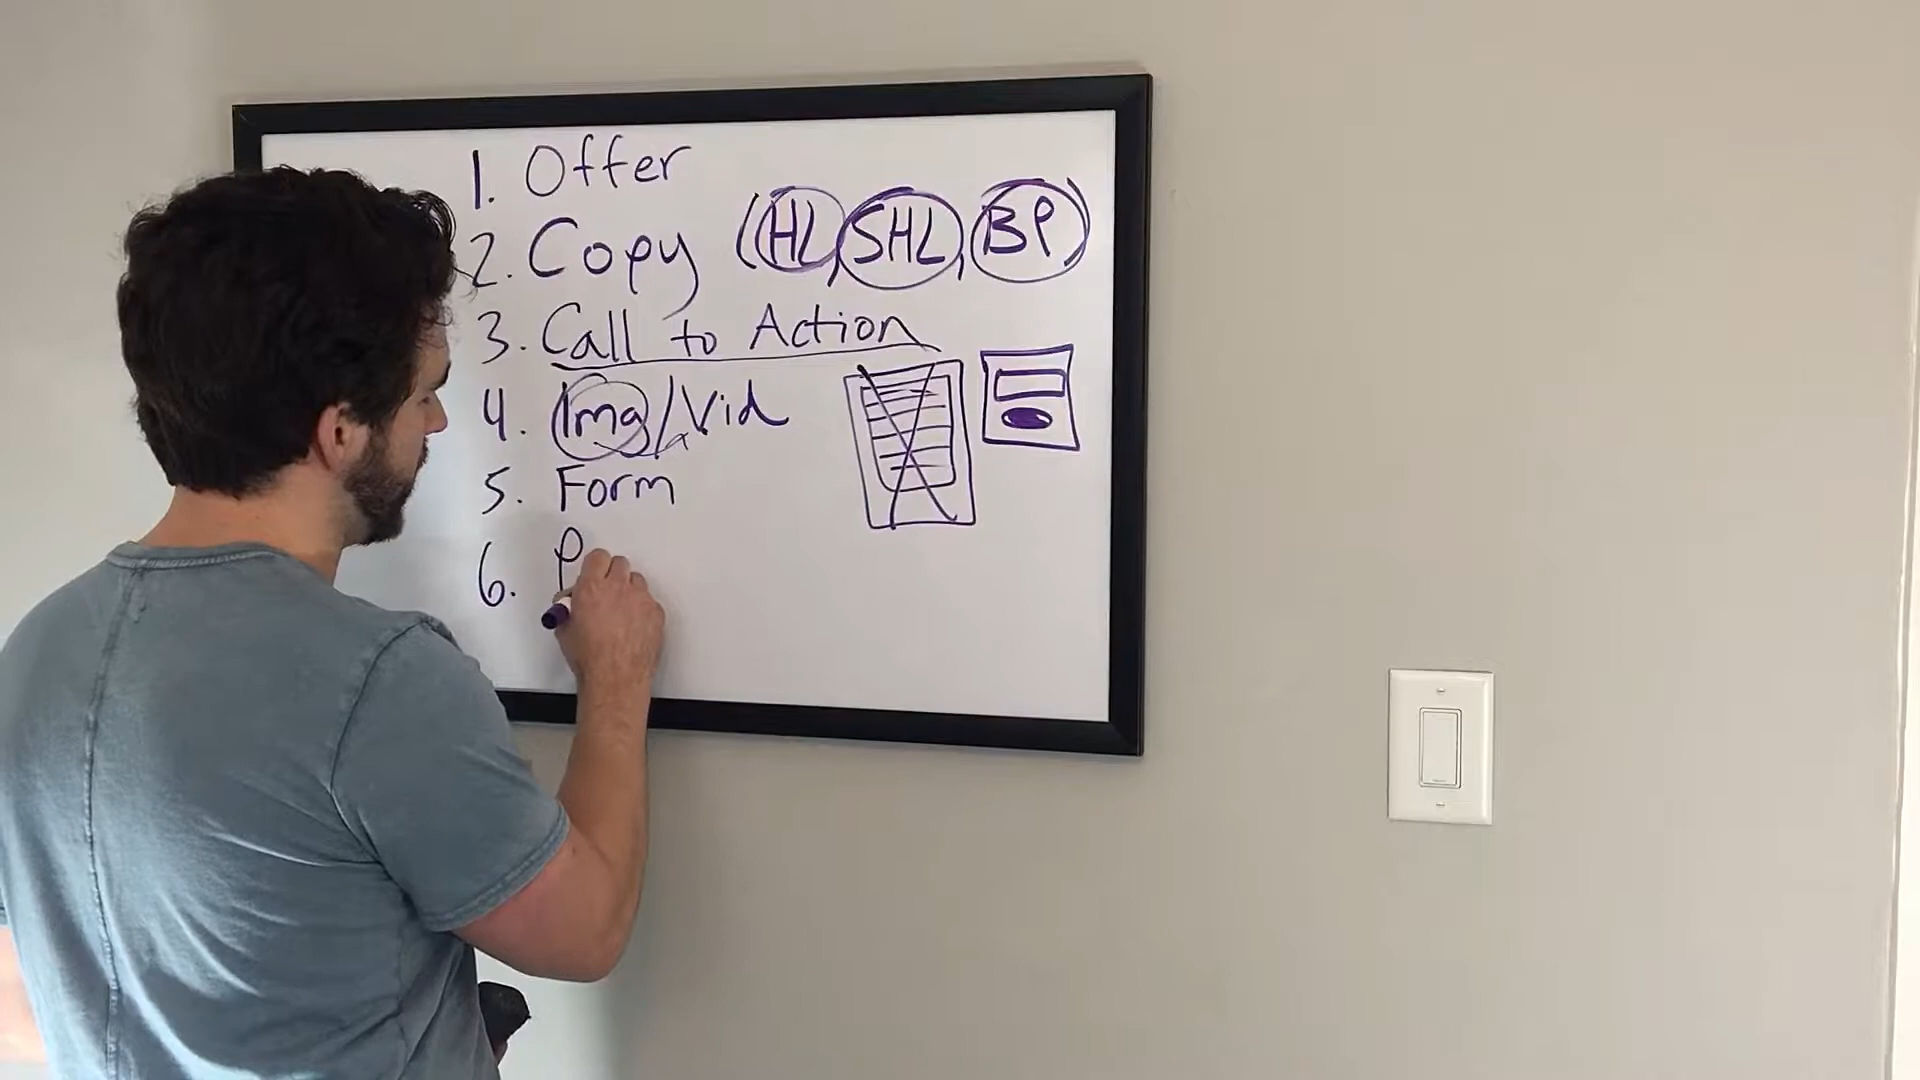 1. Offer
2. Copy (HL, SHL, BP)
3. Call to Action
4. Img/Vid
5. Form
6. P